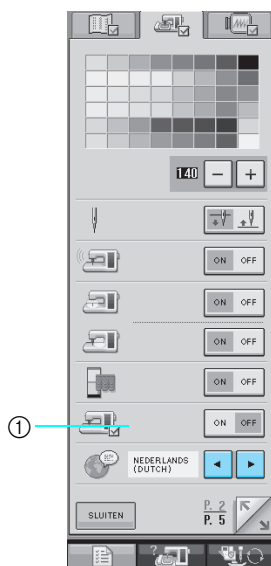 140
ON OFF
ON OFF
ON OFF
ON OFF
1
ON OFF
NEDERLANDS
(DUTCH)
SLUITEN
P. 2
P. 5
?